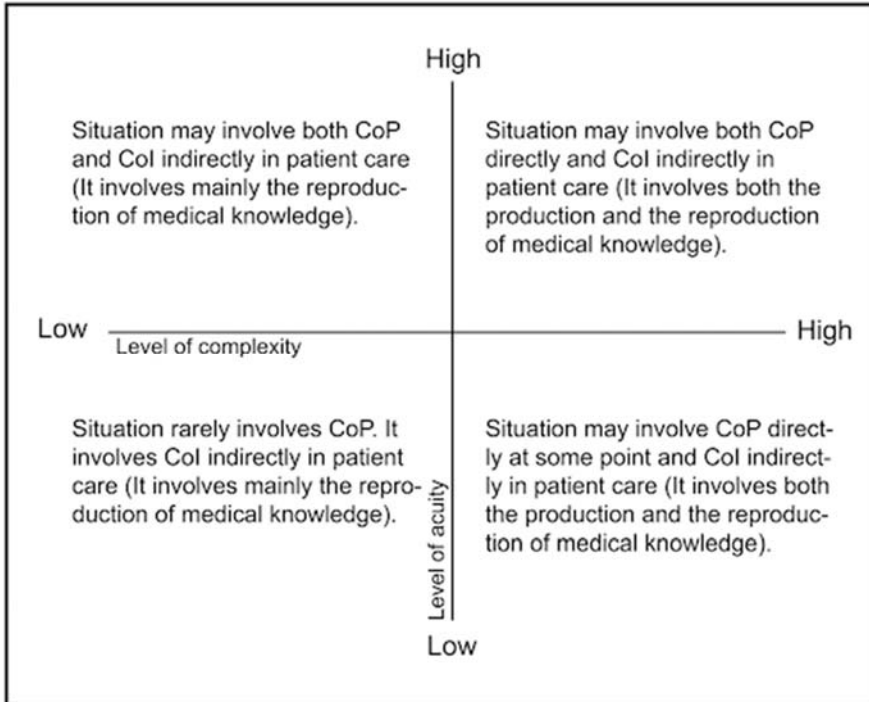 High
Situation may involve both CoP
and CoI indirectly in patient care
(It involves mainly the reproduc-
tion of medical knowledge).
Situation may involve both CoP
directly and CoI indirectly in
patient care (It involves both the
production and the reproduction
of medical knowledge).
Low
Level of complexity
High
Situation rarely involves CoP. It
involves CoI indirectly in patient
care (It involves mainly the repro-
duction of medical knowledge).
Level of acuity
Situation may involve CoP direct-
ly at some point and CoI indirect-
ly in patient care (It involves both
the production and the reproduc-
tion of medical knowledge).
Low